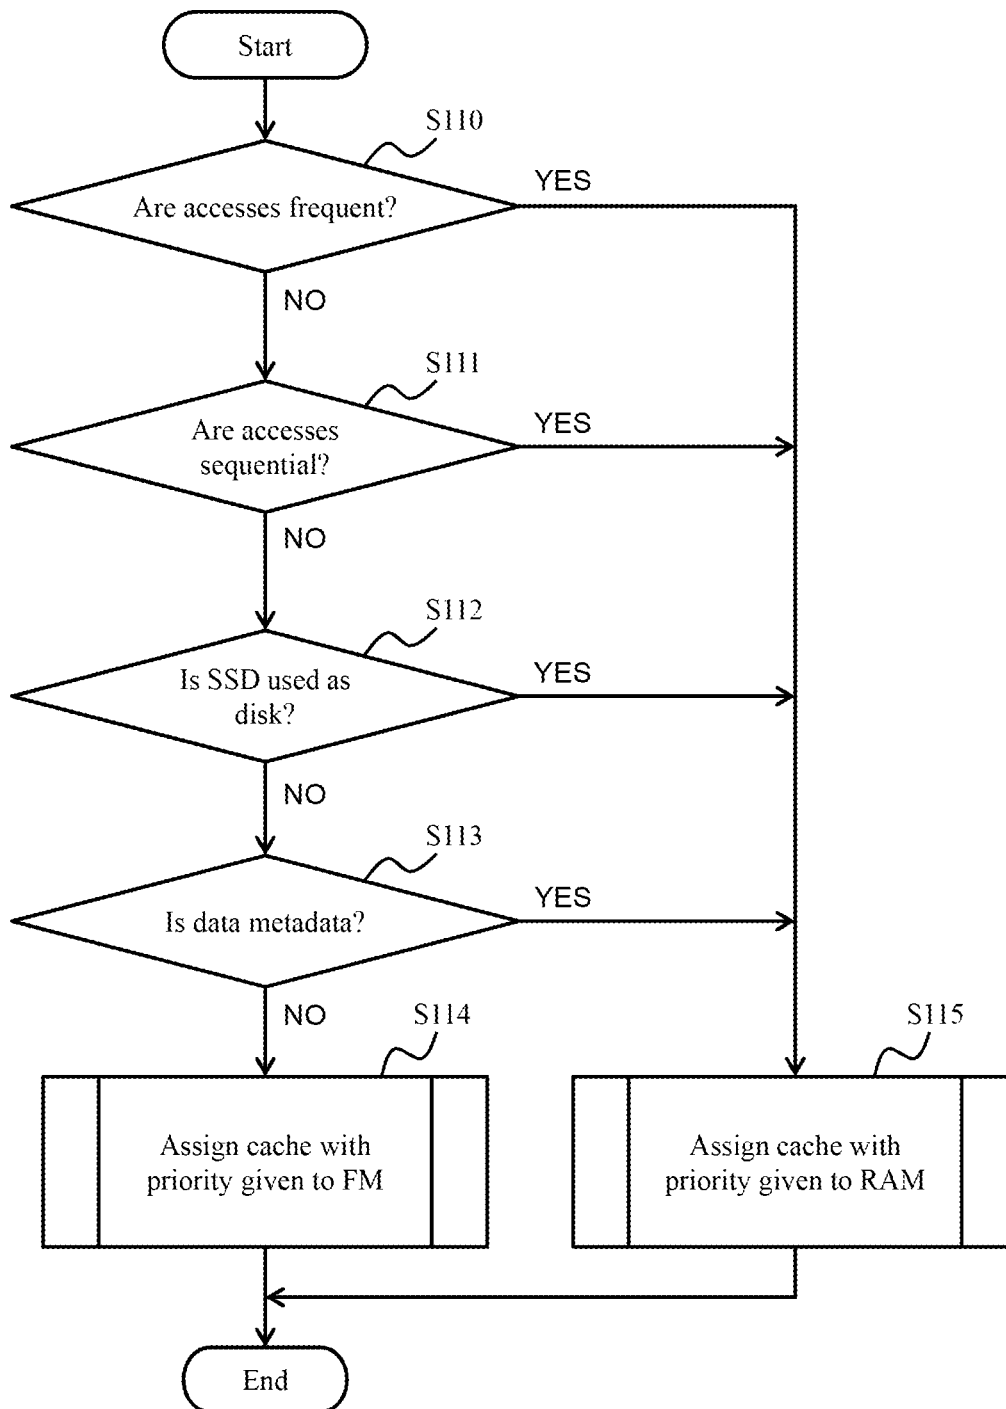 Start
S110
Are accesses frequent?
YES
NO
S111
Are accesses
sequential?
YES
NO
S112
Is SSD used as
disk?
YES
NO
S113
Is data metadata?
YES
NO
S114
S115
Assign cache with
priority given to FM
Assign cache with
priority given to RAM
End